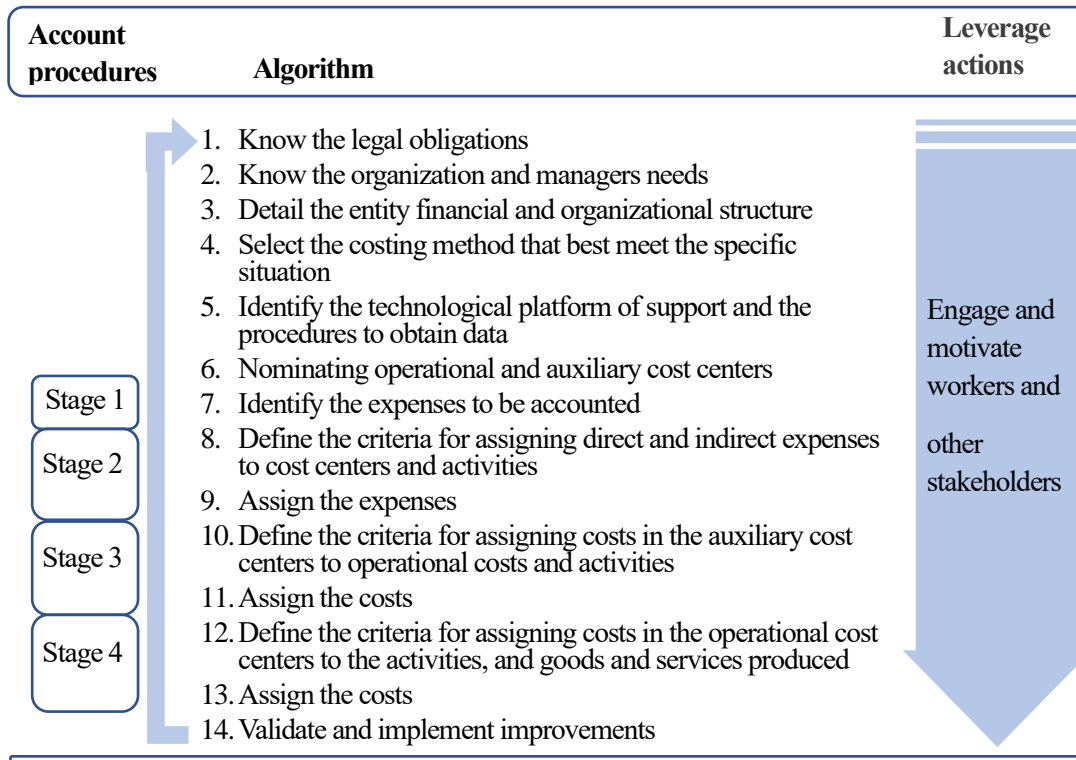 Account
procedures
Algorithm
Leverage
actions
1. Know the legal obligations
2. Know the organization and managers needs
3. Detail the entity financial and organizational structure
4. Select the costing method that best meet the specific
situation
5. Identify the technological platform of support and the
procedures to obtain data
6. Nominating operational and auxiliary cost centers
7. Identify the expenses to be accounted
8. Define the criteria for assigning direct and indirect expenses
to cost centers and activities
9. Assign the expenses
10. Define the criteria for assigning costs in the auxiliary cost
centers to operational costs and activities
11. Assign the costs
12. Define the criteria for assigning costs in the operational cost
centers to the activities, and goods and services produced
13. Assign the costs
14. Validate and implement improvements
Stage 1
Stage 2
Stage 3
Stage 4
Engage and
motivate
workers and
other
stakeholders